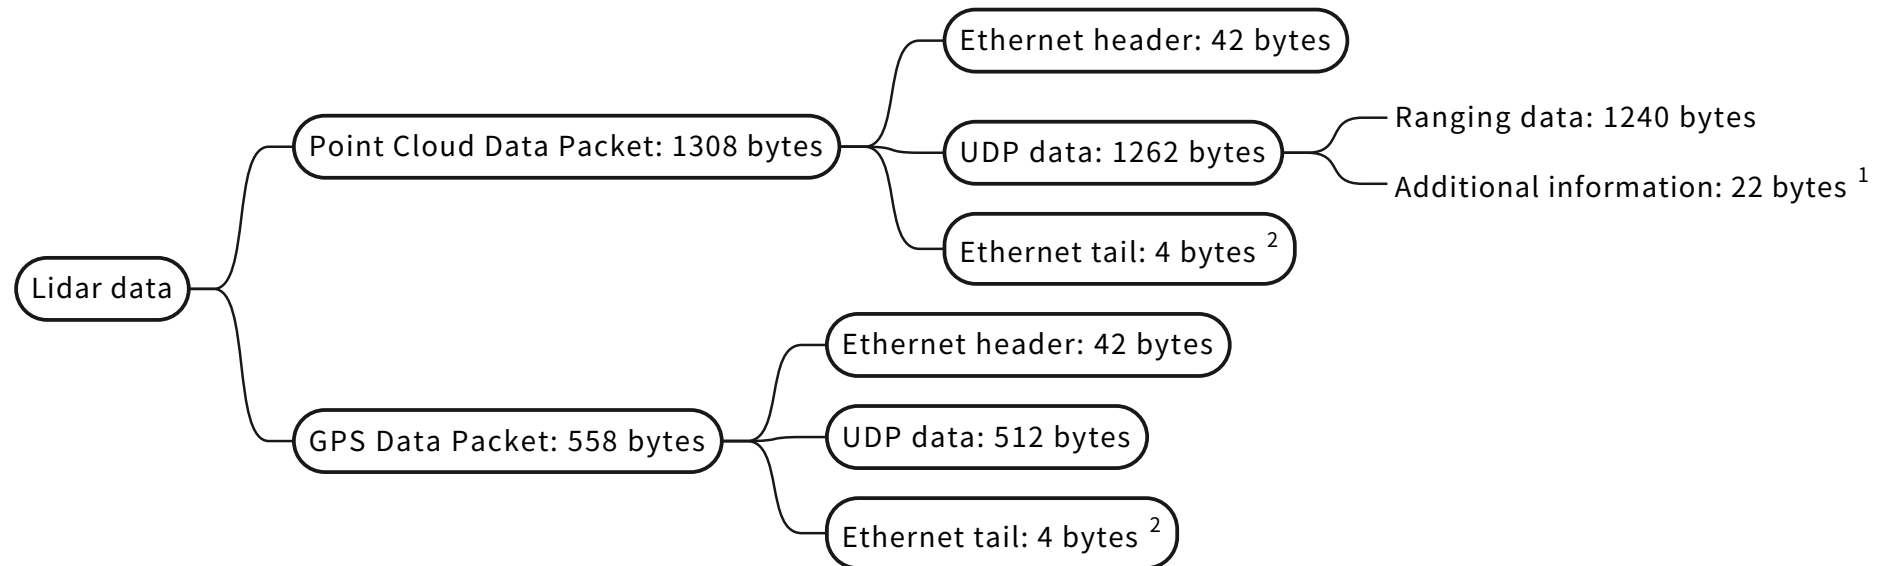 Lidar data
Point Cloud Data Packet: 1308 bytes
Ethernet header: 42 bytes
UDP data: 1262 bytes
Ranging data: 1240 bytes
Additional information: 22 bytes 1
Ethernet tail: 4 bytes 2
GPS Data Packet: 558 bytes
Ethernet header: 42 bytes
UDP data: 512 bytes
Ethernet tail: 4 bytes 2